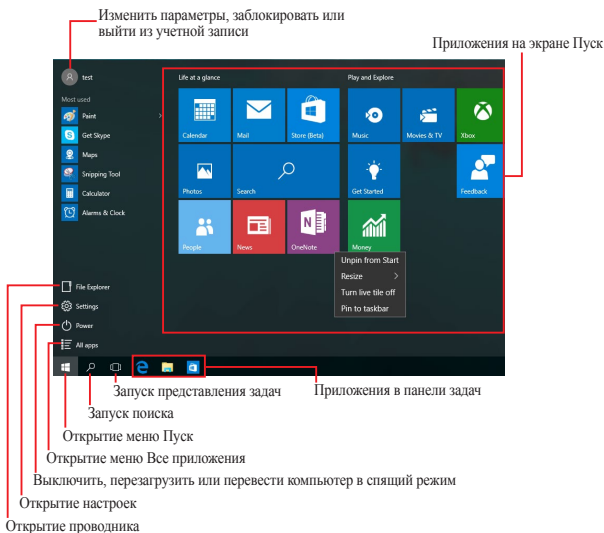 Изменить параметры, заблокировать или
выйти из учетной записи
Приложения на экране Пуск
test
Life at a glance
Play and Explore
Most used
Paint
Get Skype
Maps
Snipping Tool
Calculator
Alarms & Clock
Calendar
Mail
Store (Beta)
Music
Movies & TV
Xbox
Photos
Search
Get Started
Feedback
People
News
OneNote
Money
Unpin from Start
Resize
Turn live tile off
Pin to taskbar
File Explorer
Settings
Power
All apps
Запуск представления задач
Приложения в панели задач
Запуск поиска
Открытие меню Пуск
Открытие меню Все приложения
Выключить, перезагрузить или перевести компьютер в спящий режим
Открытие настроек
Открытие проводника